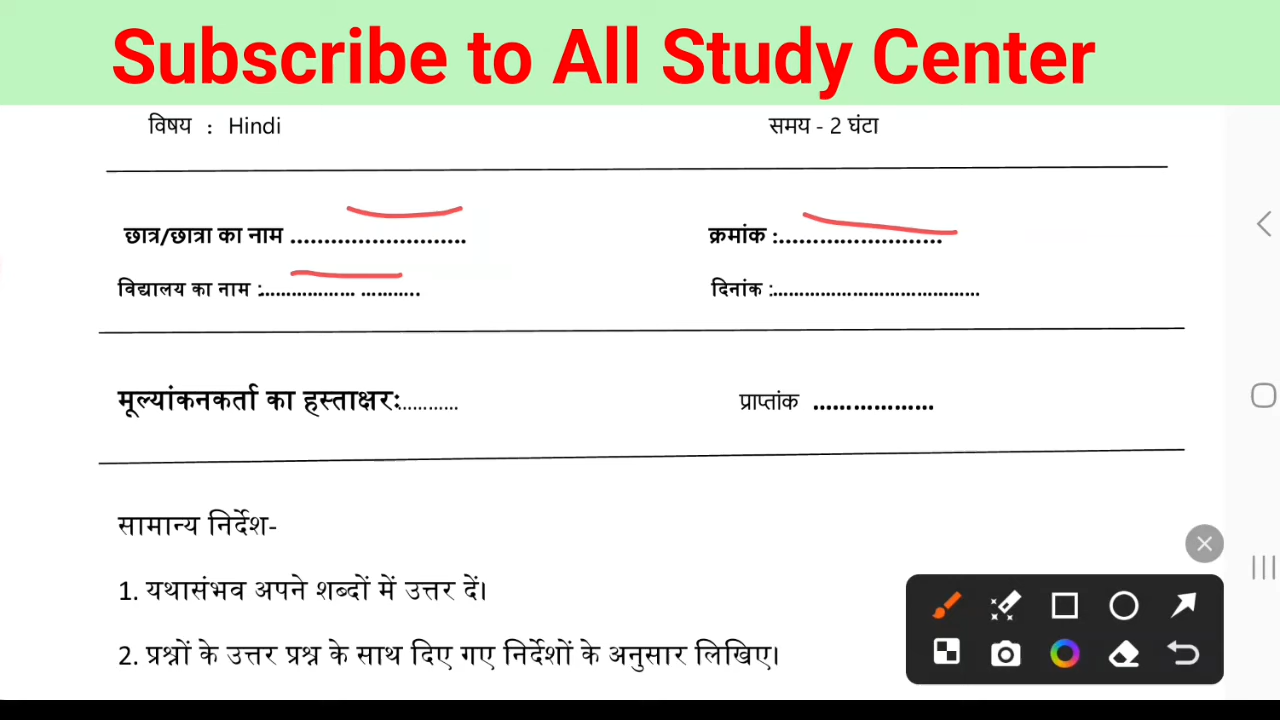 Subscribe to All Study Center
विषय : Hindi समय - 2 घंटा
छात्र/छात्रा का नाम .......................... क्रमांक :........................
विद्यालय का नाम :.................. ........... दिनांक :.......................................
मूल्यांकनकर्ता का हस्ताक्षरः........... प्राप्तांक ..................
सामान्य निर्देश-
1. यथासंभव अपने शब्दों में उत्तर दें।
2. प्रश्नों के उत्तर प्रश्न के साथ दिए गए निर्देशों के अनुसार लिखिए।